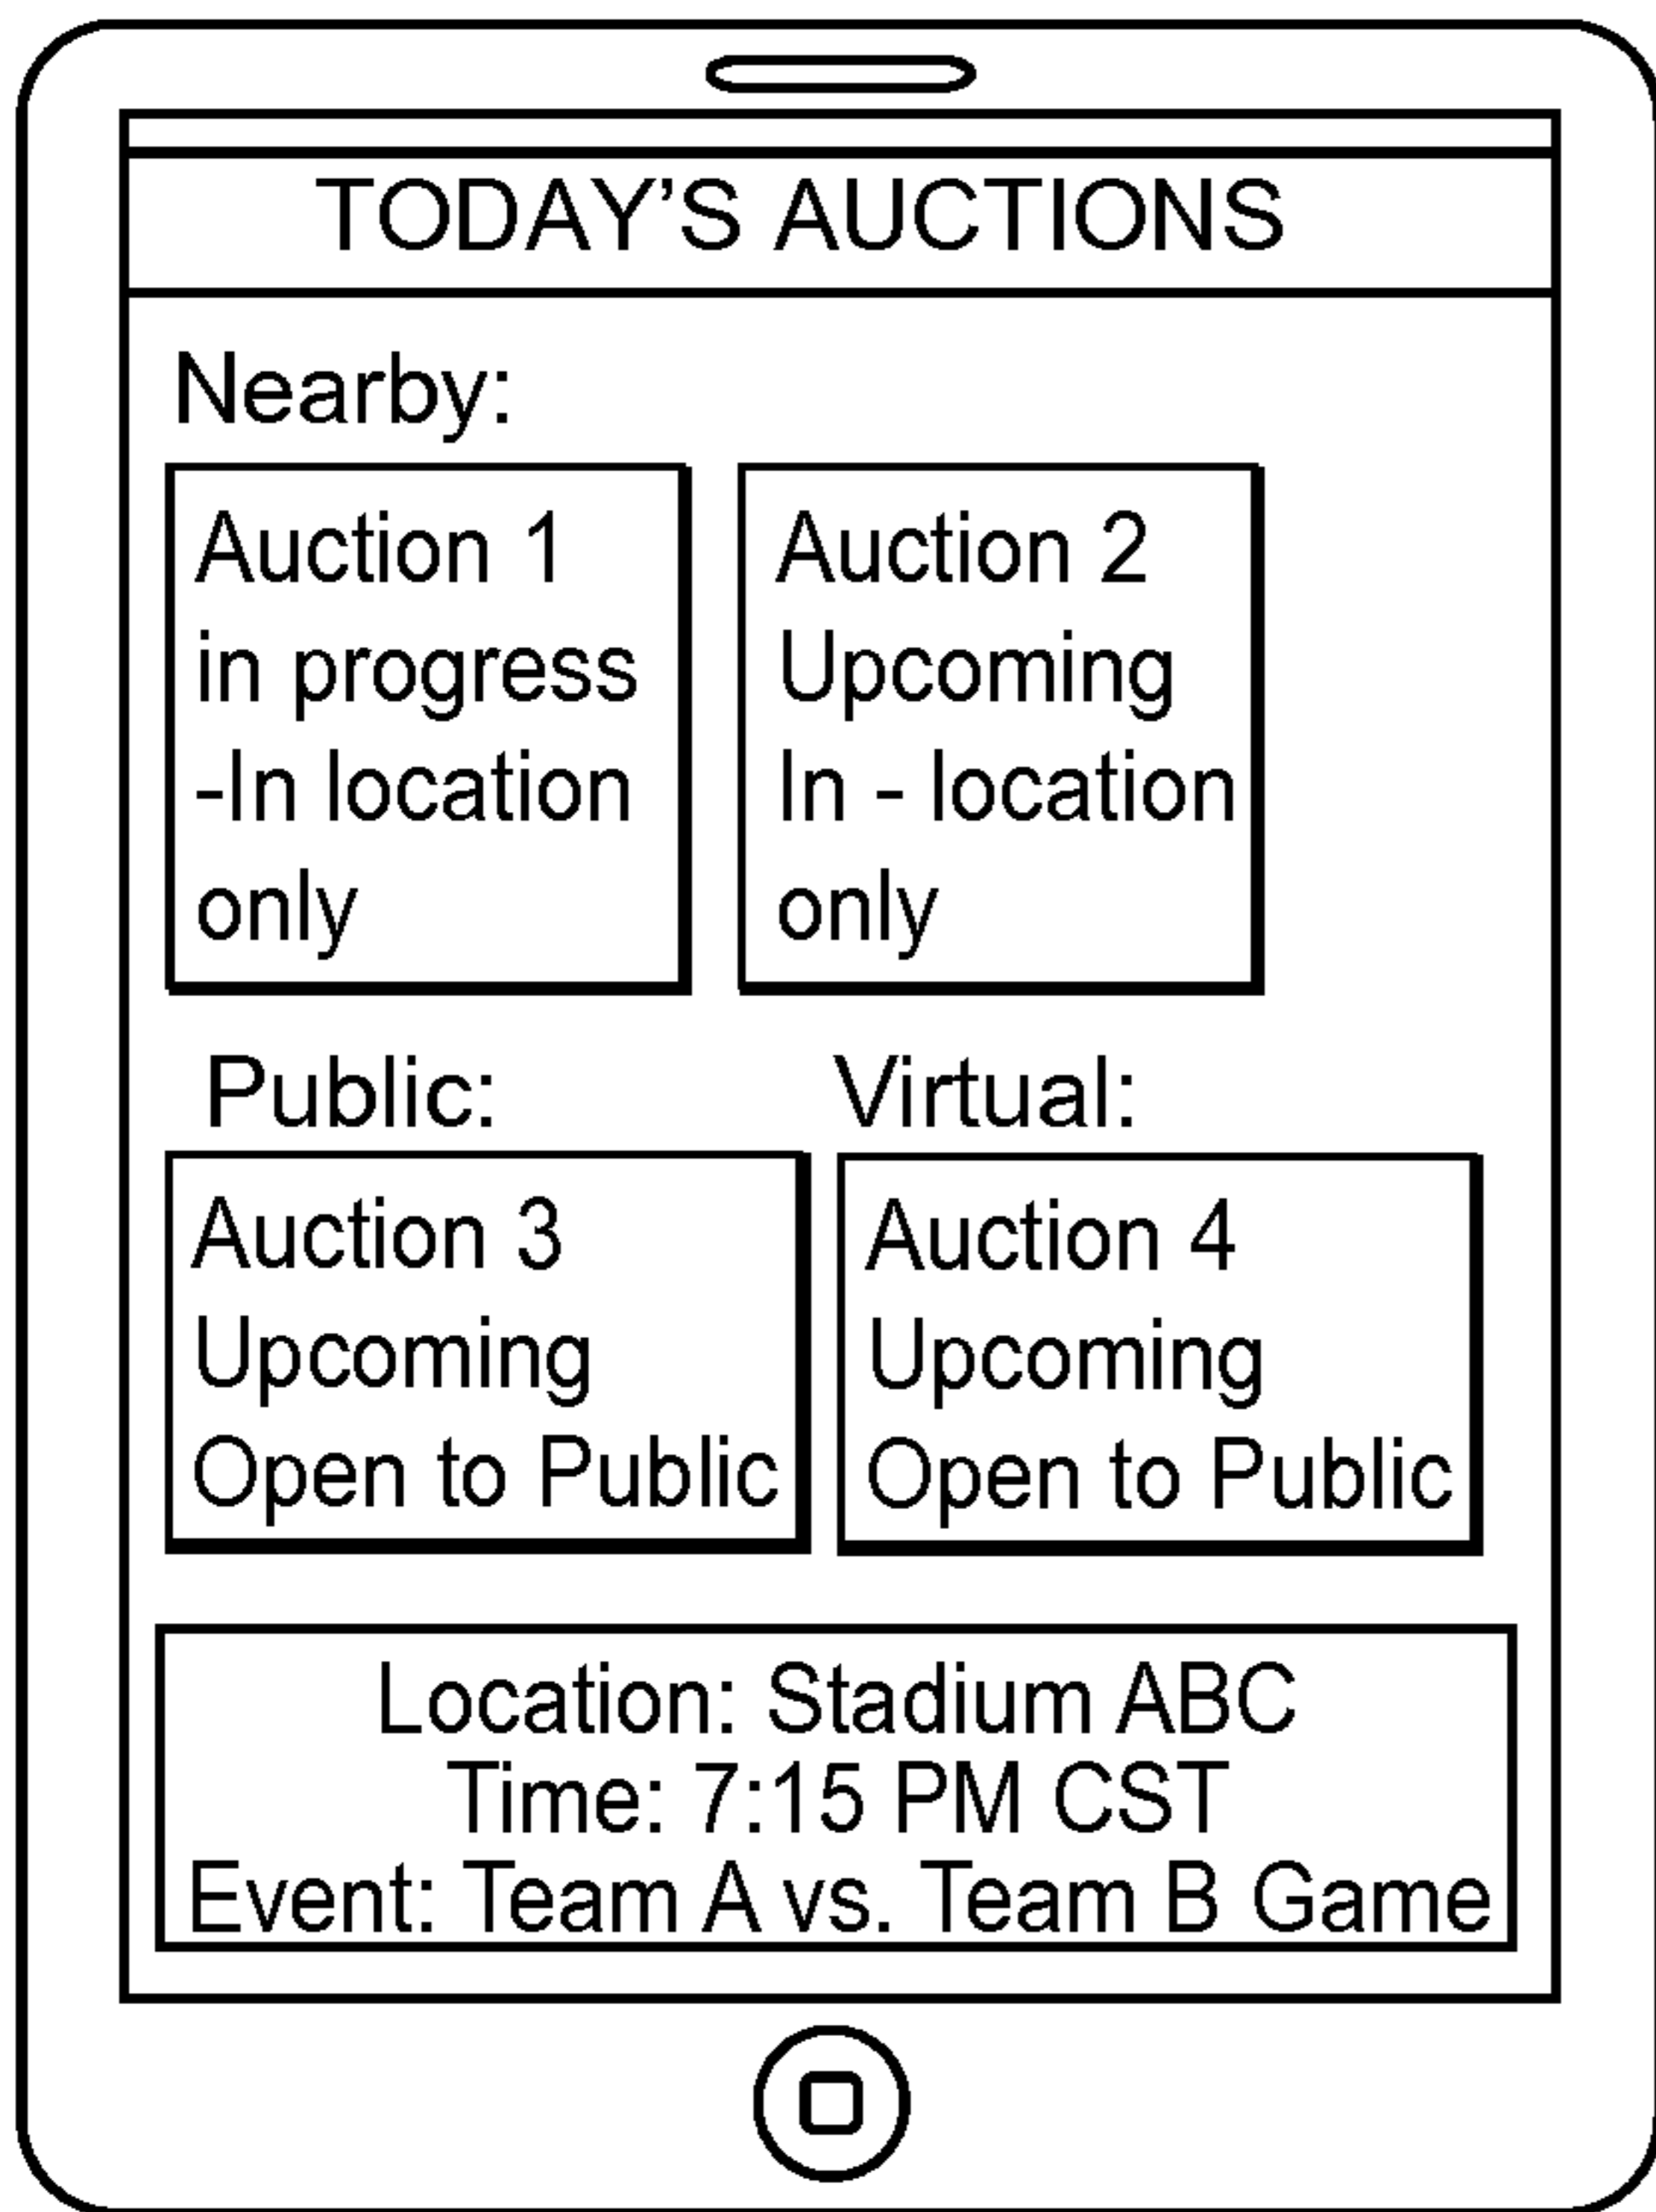 TODAY'S AUCTIONS
Nearby:
Auction 1
in progress
-In location
only
Auction 2
Upcoming
In - location
only
Public:
Auction 3
Upcoming
Open to Public
Virtual:
Auction 4
Upcoming
Open to Public
Location: Stadium ABC
Time: 7:15 PM CST
Event: Team A vs. Team B Game